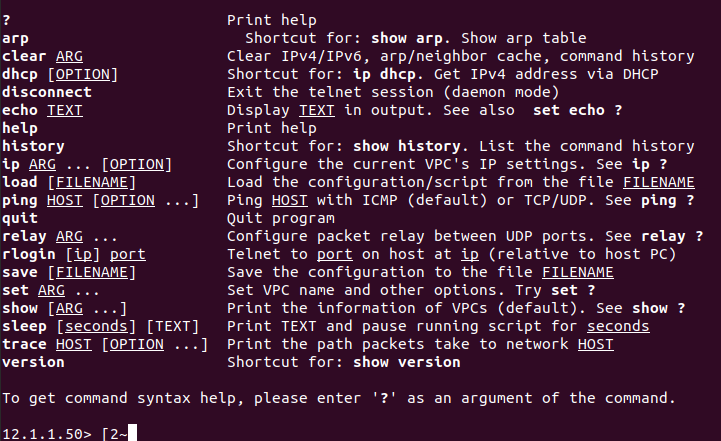 ? Print help
arp Shortcut for: show arp. Show arp table
clear ARG Clear IPv4/IPv6, arp/neighbor cache, command history
dhcp [OPTION] Shortcut for: ip dhcp. Get IPv4 address via DHCP
disconnect Exit the telnet session (daemon mode)
echo TEXT Display TEXT in output. See also set echo ?
help Print help
history Shortcut for: show history. List the command history
ip ARG ... [OPTION] Configure the current VPC's IP settings. See ip ?
load [FILENAME] Load the configuration/script from the file FILENAME
ping HOST [OPTION ...] Ping HOST with ICMP (default) or TCP/UDP. See ping ?
quit Quit program
relay ARG ... Configure packet relay between UDP ports. See relay ?
rlogin [ip] port Telnet to port on host at ip (relative to host PC)
save [FILENAME] Save the configuration to the file FILENAME
set ARG ... Set VPC name and other options. Try set ?
show [ARG ...] Print the information of VPCs (default). See show ?
sleep [seconds] [TEXT] Print TEXT and pause running script for seconds
trace HOST [OPTION ...] Print the path packets take to network HOST
version Shortcut for: show version
To get command syntax help, please enter '?' as an argument of the command.
12.1.1.50> [2~